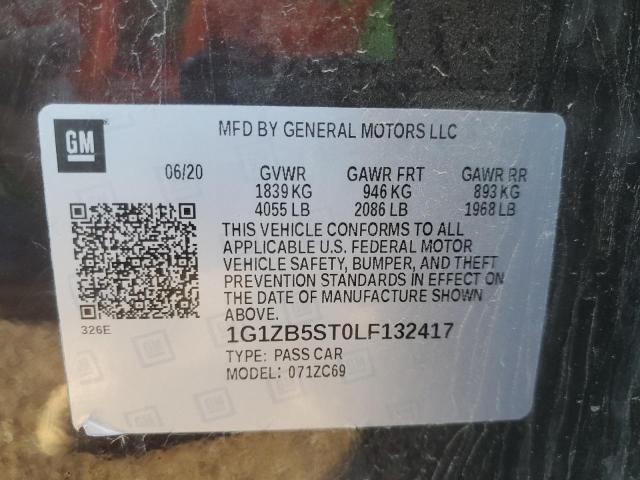 GM
MFD BY GENERAL MOTORS LLC
06/20 GVWR GAWR FRT GAWR RR
1839 KG 946 KG 893 KG
4055 LB 2086 LB 1968 LB
THIS VEHICLE CONFORMS TO ALL
APPLICABLE U.S. FEDERAL MOTOR
VEHICLE SAFETY, BUMPER, AND THEFT
PREVENTION STANDARDS IN EFFECT ON
THE DATE OF MANUFACTURE SHOWN
ABOVE.
326E
1G1ZB5ST0LF132417
TYPE: PASS CAR
MODEL: 071ZC69